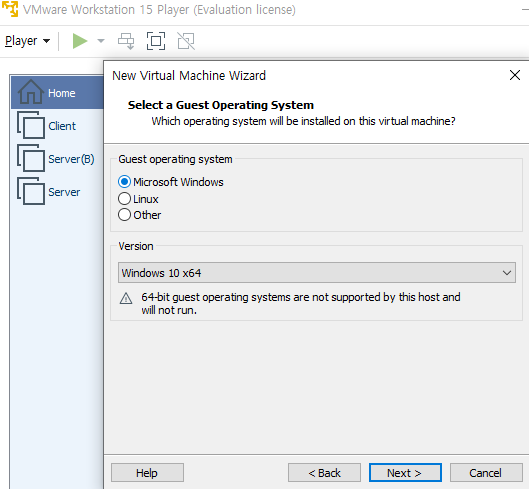 VMware Workstation 15 Player (Evaluation license)
Player
Home
Client
Server(B)
Server
New Virtual Machine Wizard
Select a Guest Operating System
Which operating system will be installed on this virtual machine?
Guest operating system
Microsoft Windows
Linux
Other
Version
Windows 10 x64
64-bit guest operating systems are not supported by this host and
will not run.
Help
< Back
Next >
Cancel